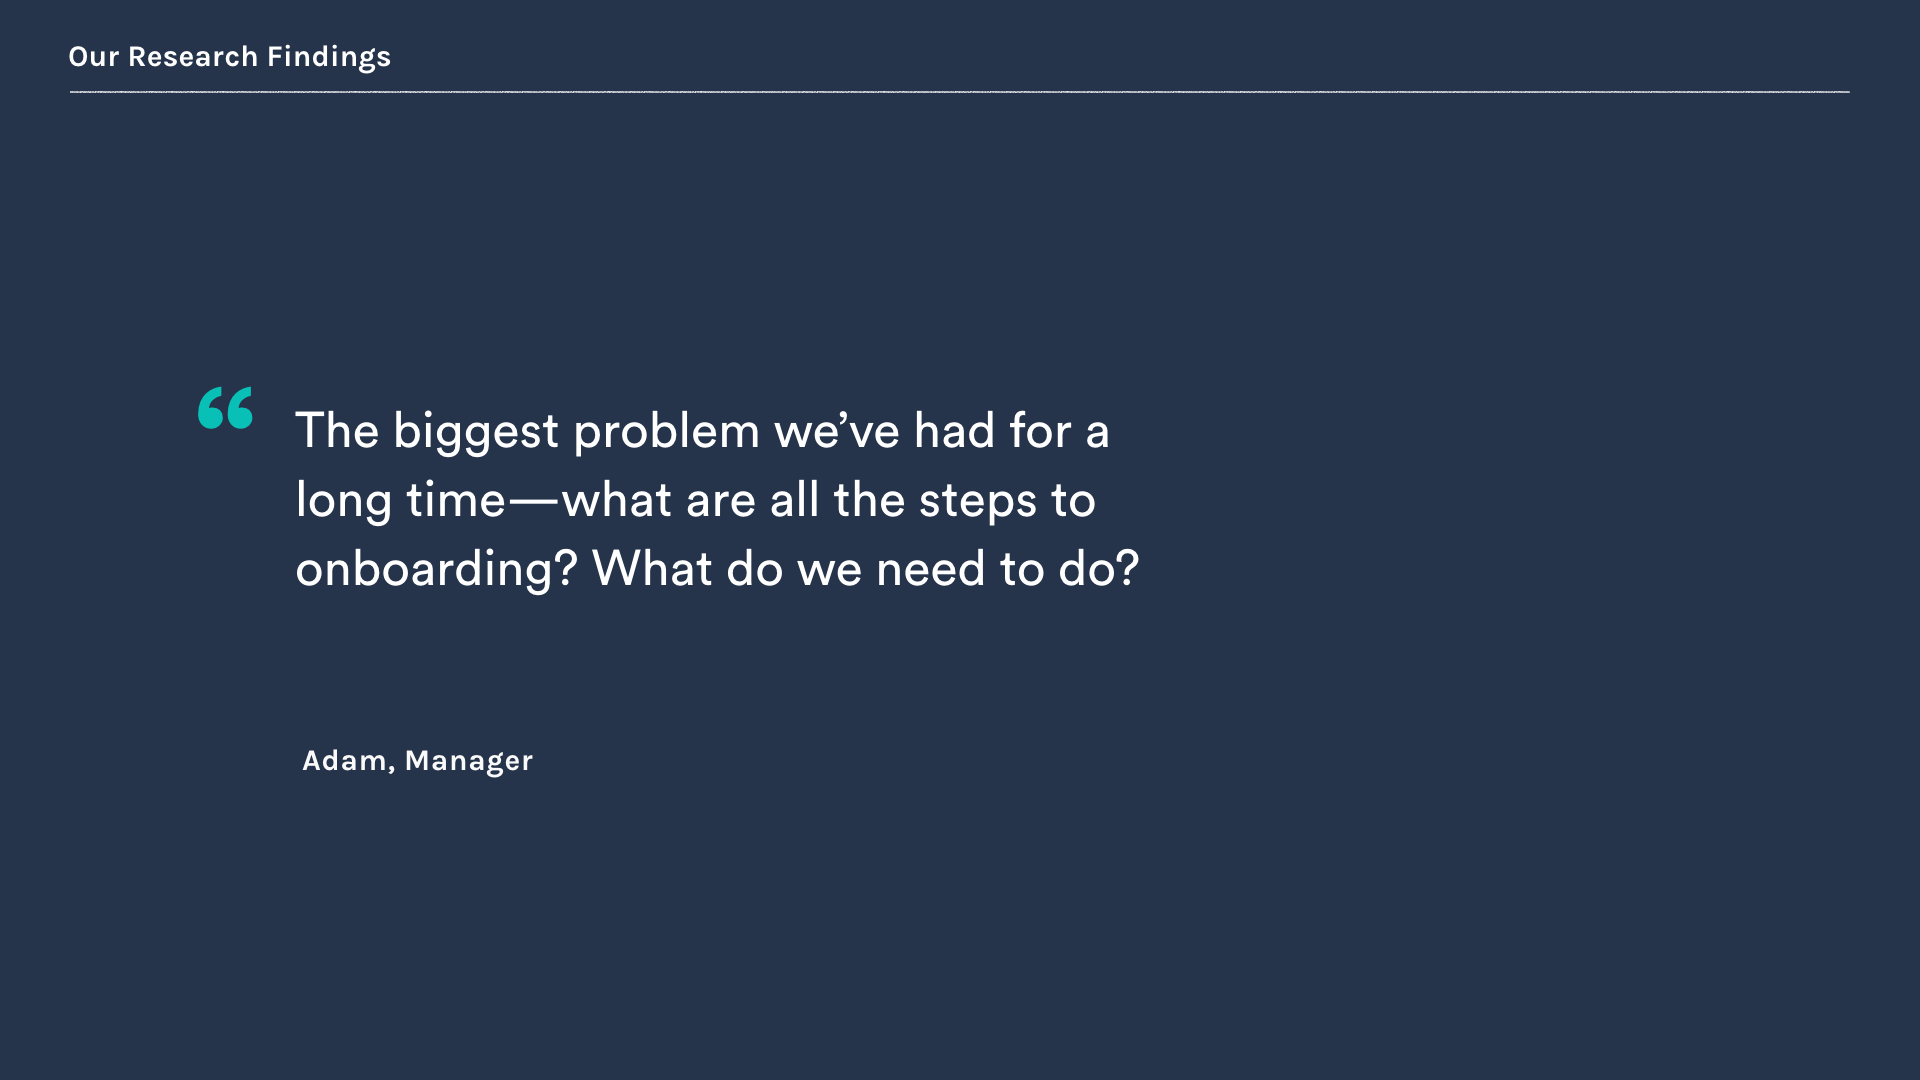 Our Research Findings
“ The biggest problem we’ve had for a
long time—what are all the steps to
onboarding? What do we need to do?
Adam, Manager